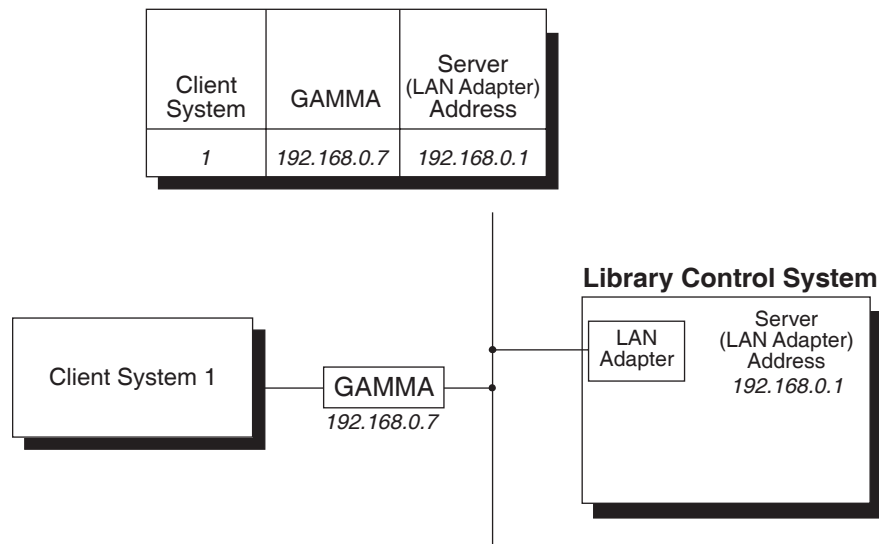 Client
System
GAMMA
Server
(LAN Adapter)
Address
1
192.168.0.7
192.168.0.1
Library Control System
Client System 1
GAMMA
192.168.0.7
LAN
Adapter
Server
(LAN Adapter)
Address
192.168.0.1